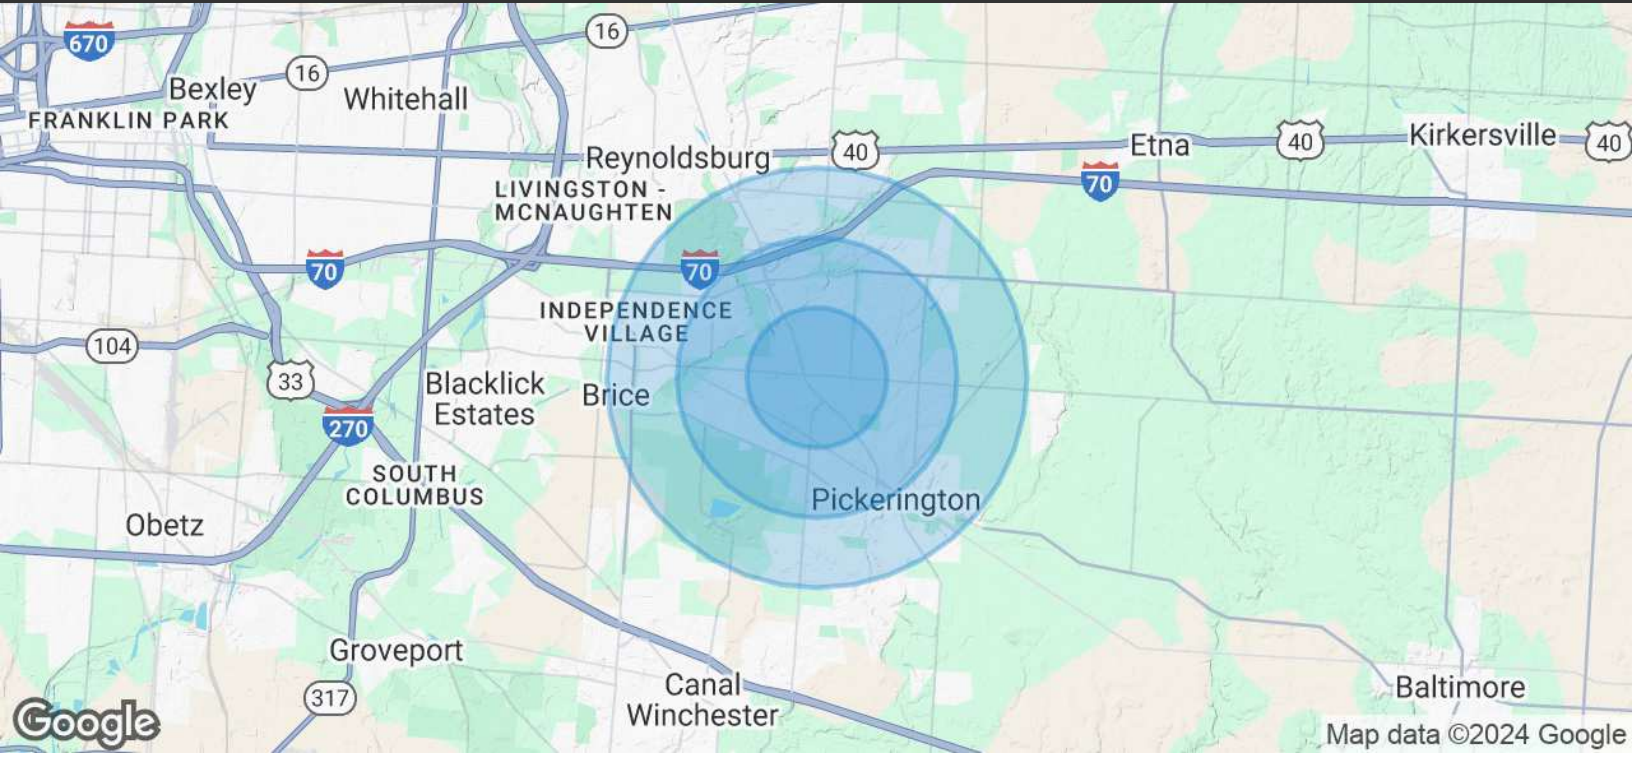 670
16
16
Bexley
Whitehall
FRANKLIN PARK
Reynoldsburg
40
Etna
40
Kirkersville
40
LIVINGSTON -
MCNAUGHTEN
70
70
70
INDEPENDENCE
VILLAGE
104
33
Blacklick
Estates
Brice
270
SOUTH
COLUMBUS
Pickerington
Obetz
Groveport
317
Canal
Winchester
Baltimore
Google
Map data ©2024 Google